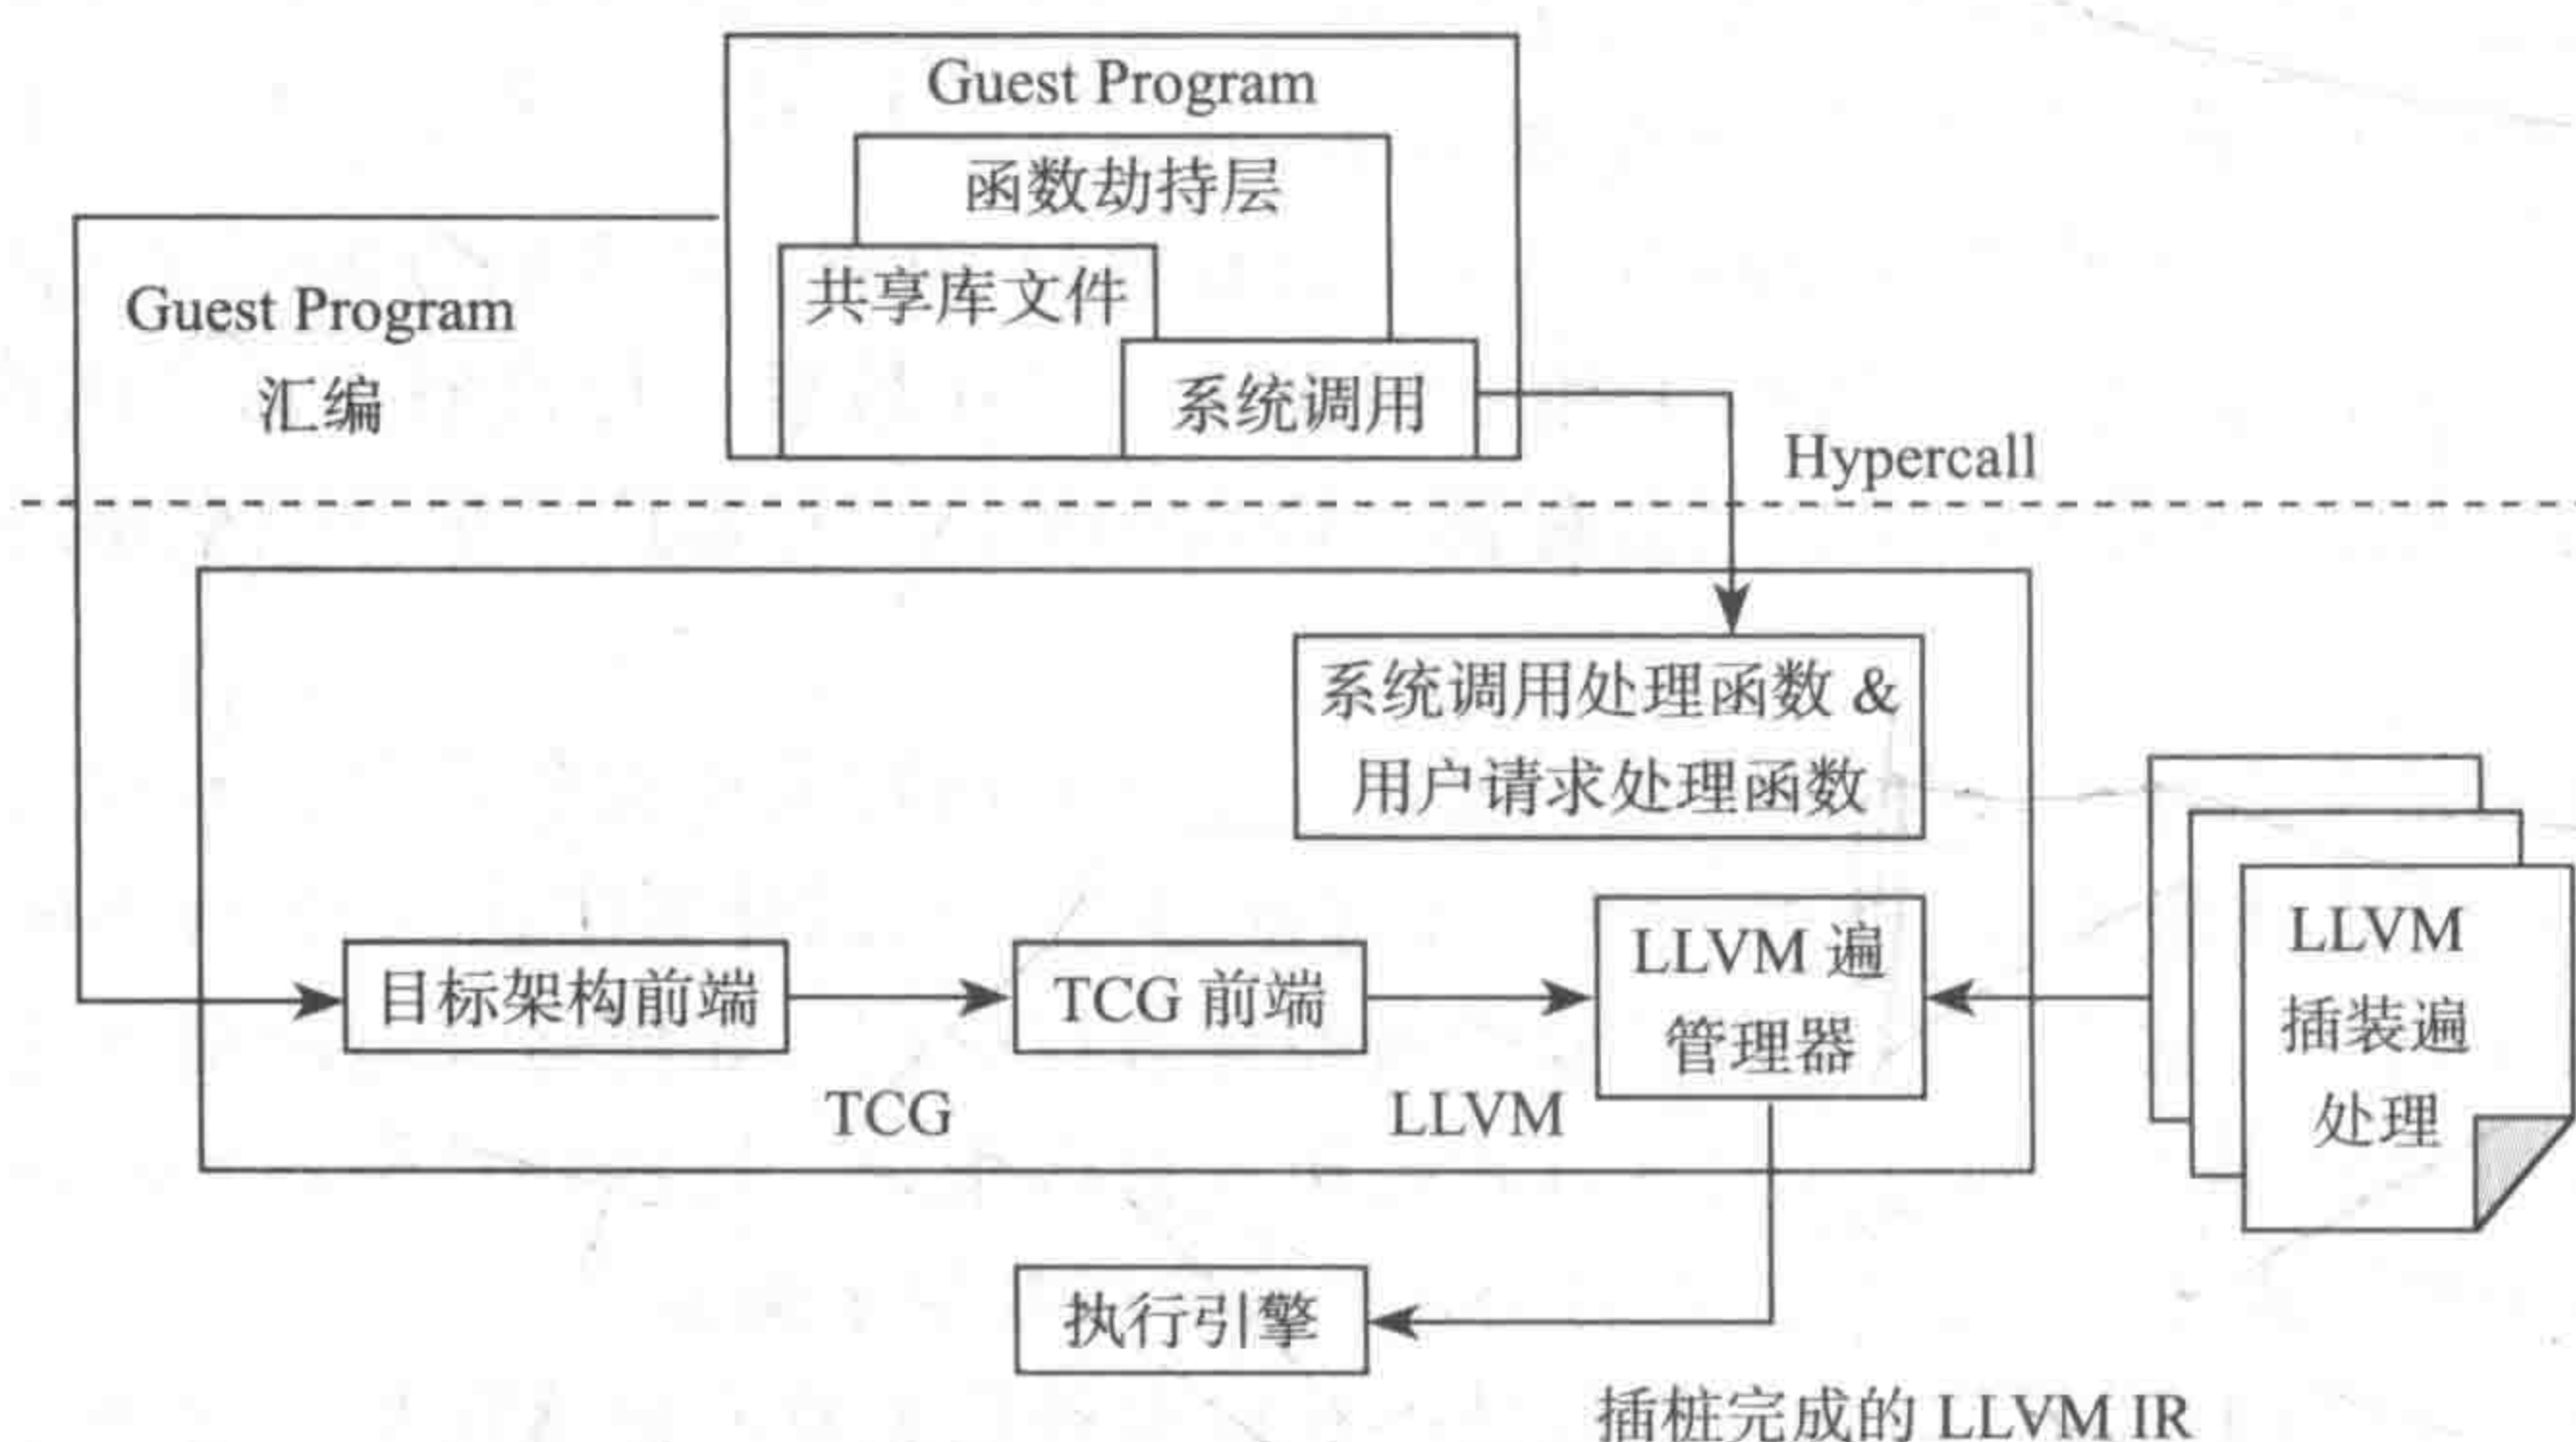 Guest Program
函数劫持层
共享库文件
系统调用
Guest Program
汇编
Hypercall
系统调用处理函数 &
用户请求处理函数
目标架构前端
TCG 前端
LLVM 遍
管理器
LLVM
插装遍
处理
TCG
LLVM
执行引擎
插桩完成的 LLVM IR